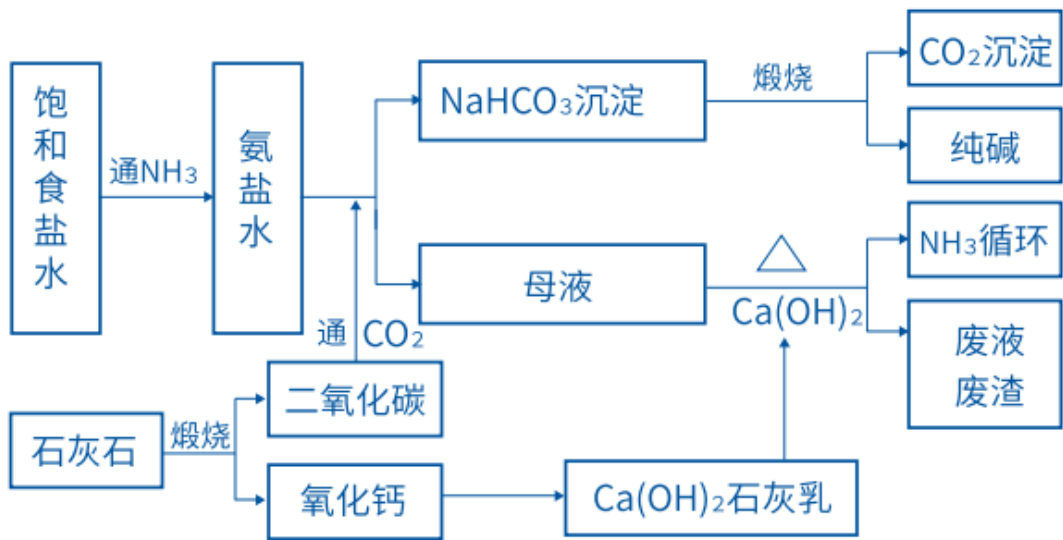 饱和食盐水
通NH₃
氨盐水
NaHCO₃沉淀
煅烧
CO₂沉淀
纯碱
母液
△
Ca(OH)₂
NH₃循环
废液
废渣
通 CO₂
二氧化碳
石灰石
煅烧
氧化钙
Ca(OH)₂石灰乳